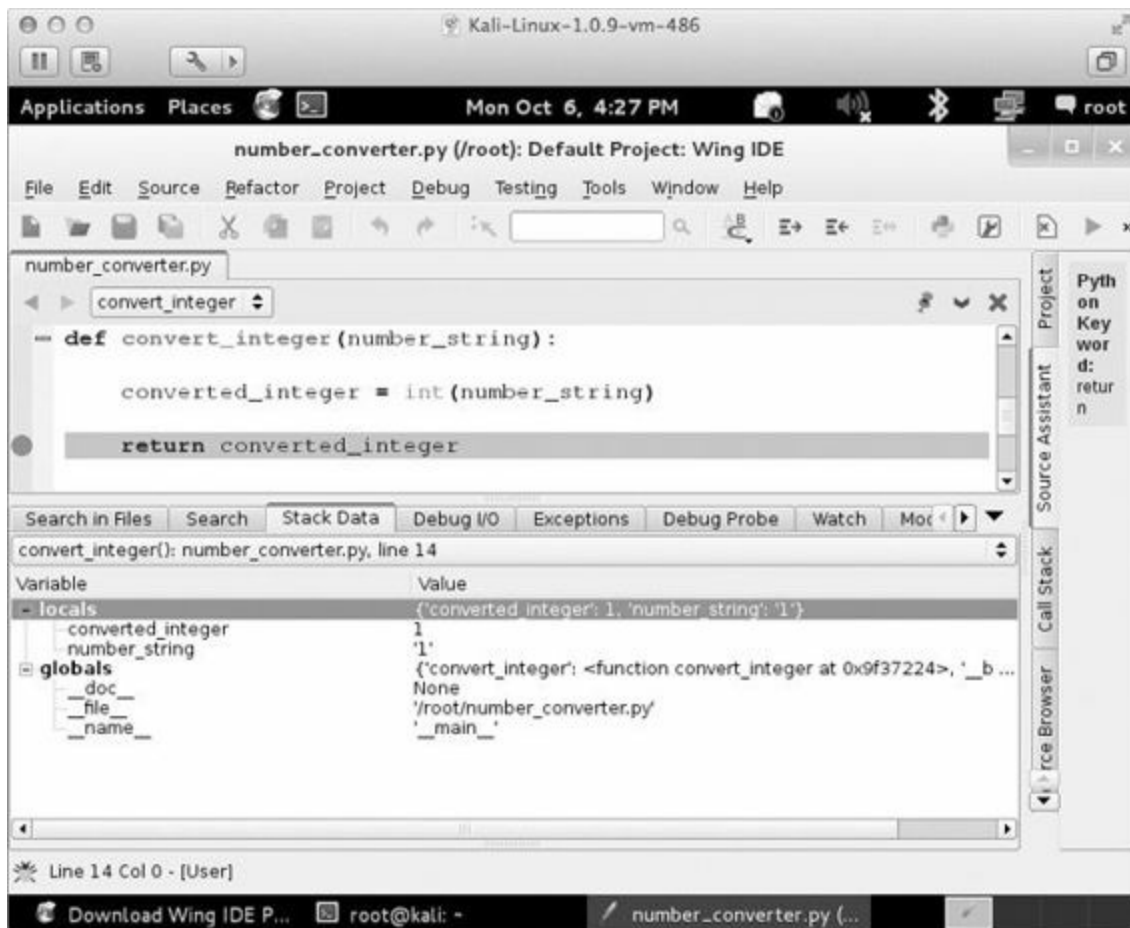 Kali-Linux-1.0.9-vm-486
Applications Places Mon Oct 6, 4:27 PM root
number_converter.py (/root): Default Project: Wing IDE
File Edit Source Refactor Project Debug Testing Tools Window Help
number_converter.py
convert_integer
def convert_integer(number_string):
converted_integer = int(number_string)
return converted_integer
Project
Source Assistant
Call Stack
rce Browser
Pyth
on
Key
wor
d:
retur
n
Search in Files Search Stack Data Debug I/O Exceptions Debug Probe Watch Moc
convert_integer(): number_converter.py, line 14
Variable Value
locals {'converted_integer': 1, 'number_string': '1'}
converted_integer 1
number_string '1'
globals {'convert_integer': <function convert_integer at 0x9f37224>, '__b ...
__doc__ None
__file__ '/root/number_converter.py'
__name__ '__main__'
Line 14 Col 0 - [User]
Download Wing IDE P... root@kali: ~ number_converter.py (...